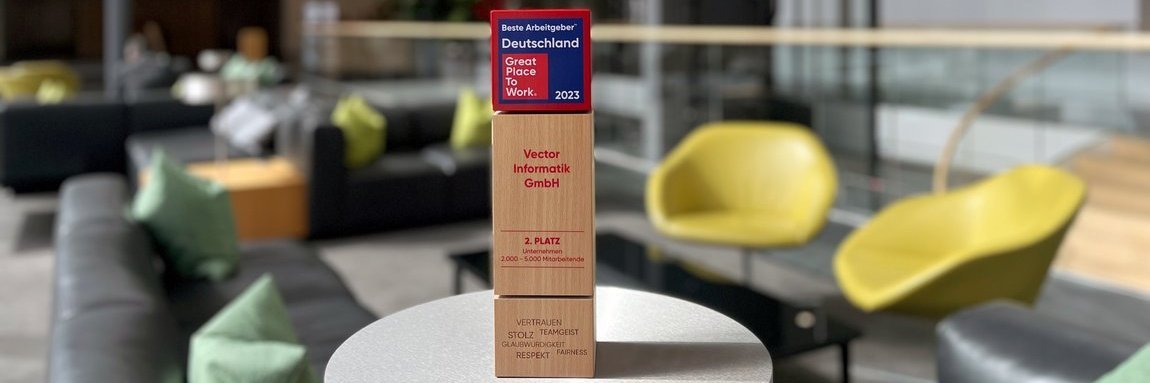 Beste Arbeitgeber™
Deutschland
Great
Place
To
Work®
2023
Vector
Informatik
GmbH
2. PLATZ
Unternehmen
2.000 – 5.000 Mitarbeitende
VERTRAUEN
STOLZ TEAMGEIST
GLAUBWÜRDIGKEIT
RESPEKT FAIRNESS